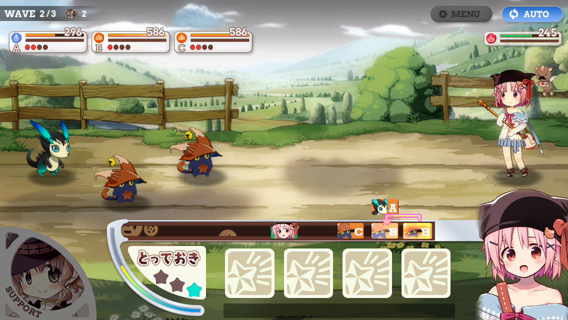 WAVE 2/3 2
MENU
AUTO
296
586
586
245
A
B
C
A
C
B
E
とっておき
SUPPORT